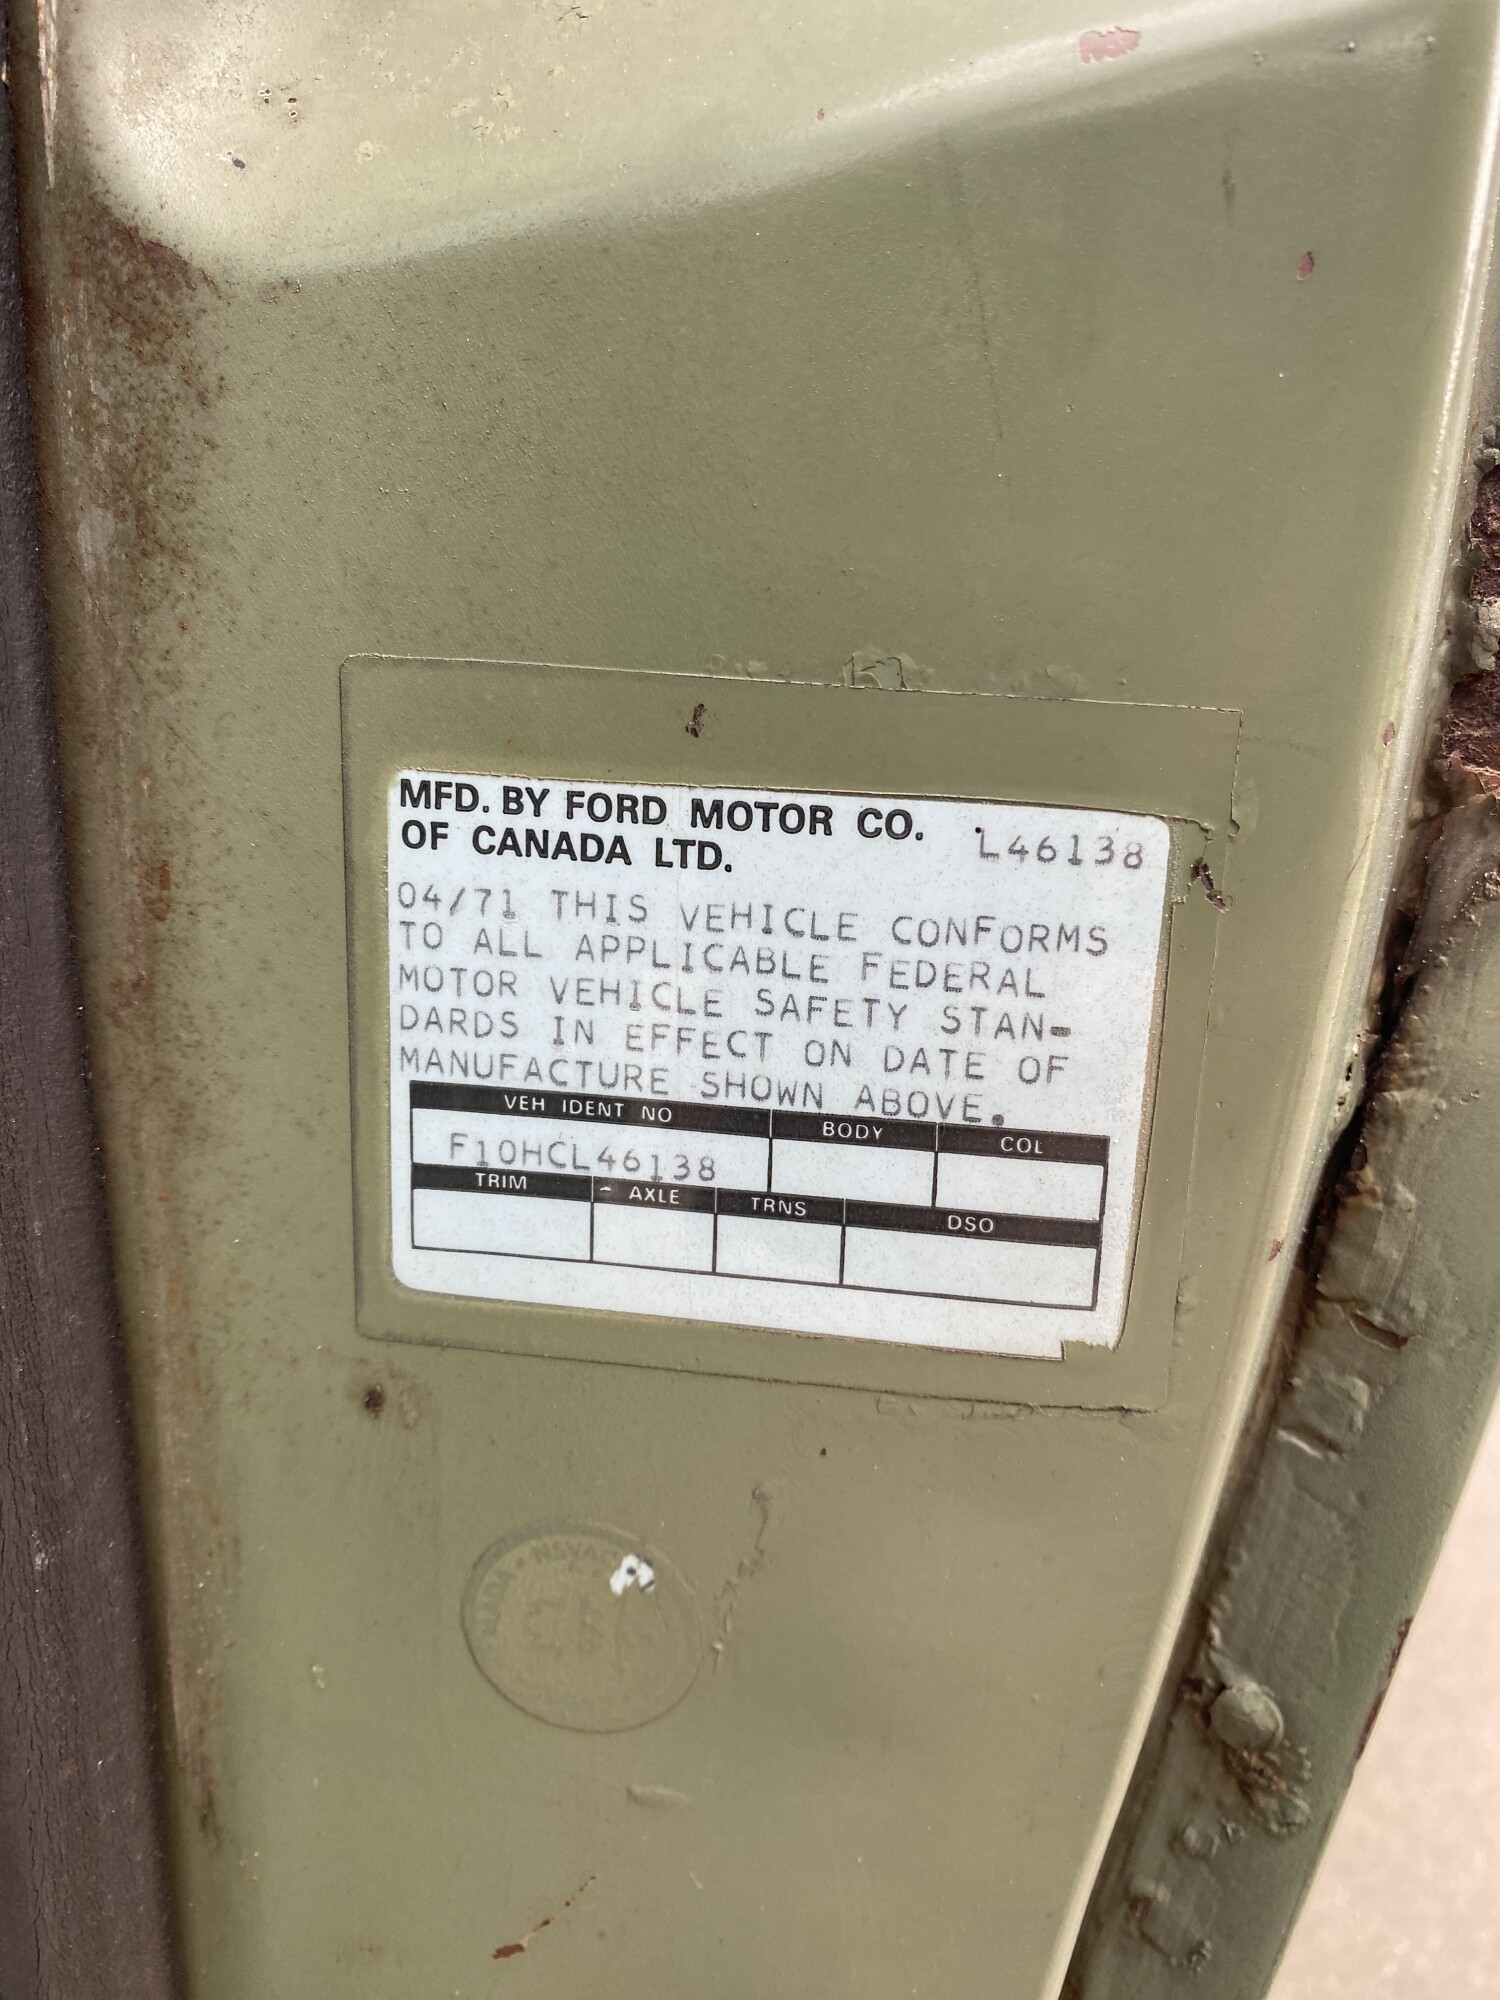 MFD. BY FORD MOTOR CO.
OF CANADA LTD.
L46138
04/71 THIS VEHICLE CONFORMS
TO ALL APPLICABLE FEDERAL
MOTOR VEHICLE SAFETY STAN-
DARDS IN EFFECT ON DATE OF
MANUFACTURE SHOWN ABOVE.
VEH IDENT NO BODY COL
F10HCL46138
TRIM AXLE TRNS DSO